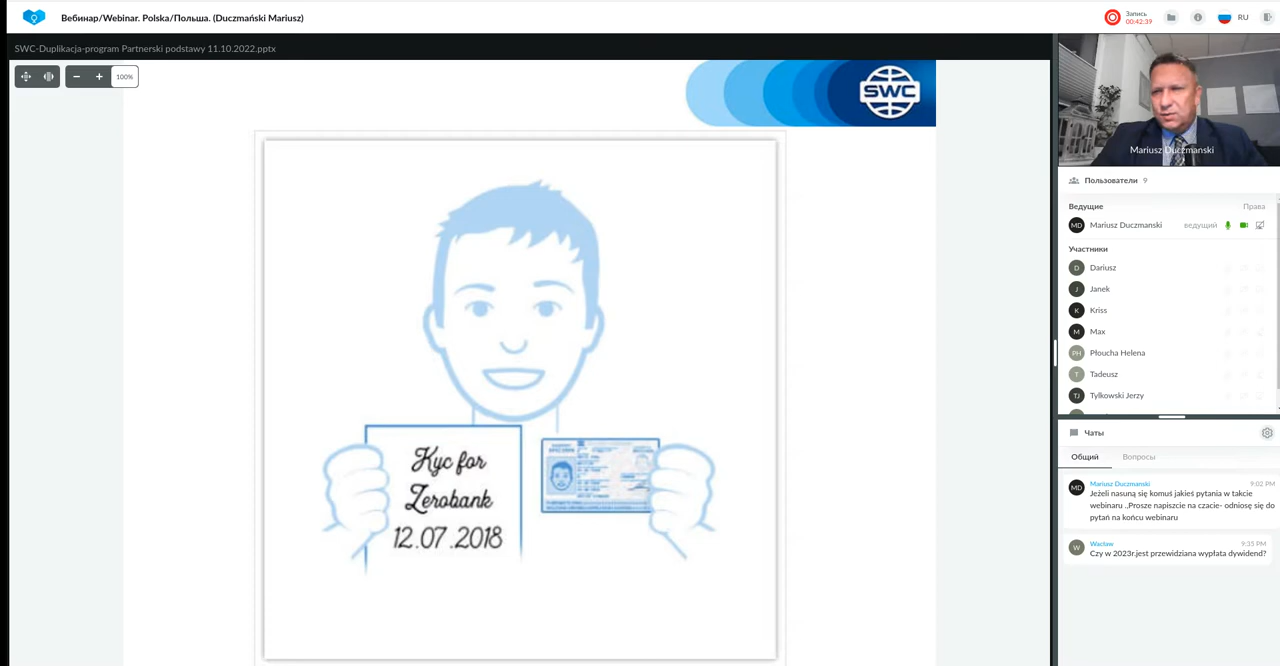 Вебинар/Webinar. Polska/Польша. (Duczmański Mariusz)
Запись
00:42:39
RU
SWC-Duplikacja-program Partnerski podstawy 11.10.2022.pptx
100%
SWC
Kyc for
Zerobank
12.07.2018
Mariusz Duczmanski
Пользователи 9
Ведущие Права
MD Mariusz Duczmanski ведущий
Участники
D Dariusz
J Janek
K Kriss
M Max
PH Płoucha Helena
T Tadeusz
TJ Tylkowski Jerzy
Чаты
Общий Вопросы
MD Mariusz Duczmanski 9:02 PM
Jeżeli nasuną się komuś jakieś pytania w takcie
webinaru ,,Prosze napiszcie na czacie- odniosę się do
pytań na końcu webinaru
W Wacław 9:35 PM
Czy w 2023r.jest przewidziana wypłata dywidend?